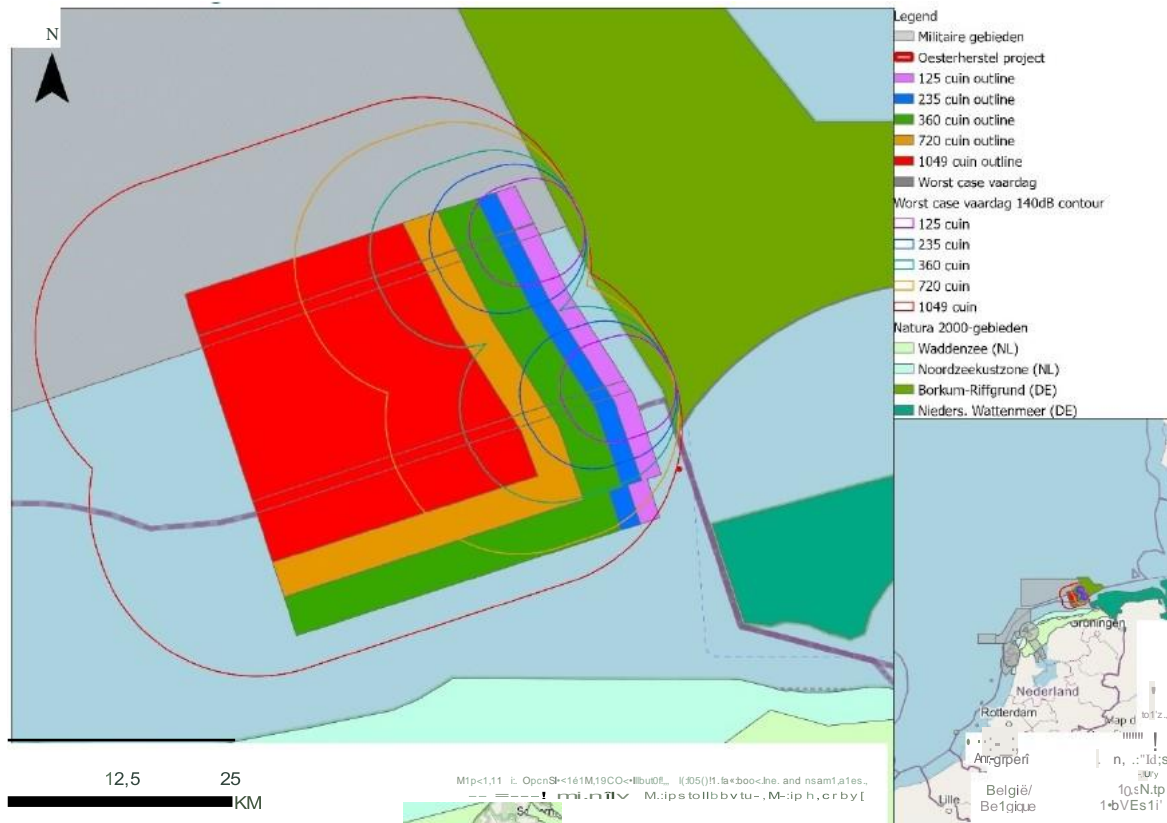 N
Legend
Militaire gebieden
Oesterherstel project
125 cuin outline
235 cuin outline
360 cuin outline
720 cuin outline
1049 cuin outline
Worst case vaardag
Worst case vaardag 140dB contour
125 cuin
235 cuin
360 cuin
720 cuin
1049 cuin
Natura 2000-gebieden
Waddenzee (NL)
Noordzeekustzone (NL)
Borkum-Riffgrund (DE)
Nieders. Wattenmeer (DE)
Groningen
Nederland
Rotterdam
Map d
België/
Lille
12,5 25
KM